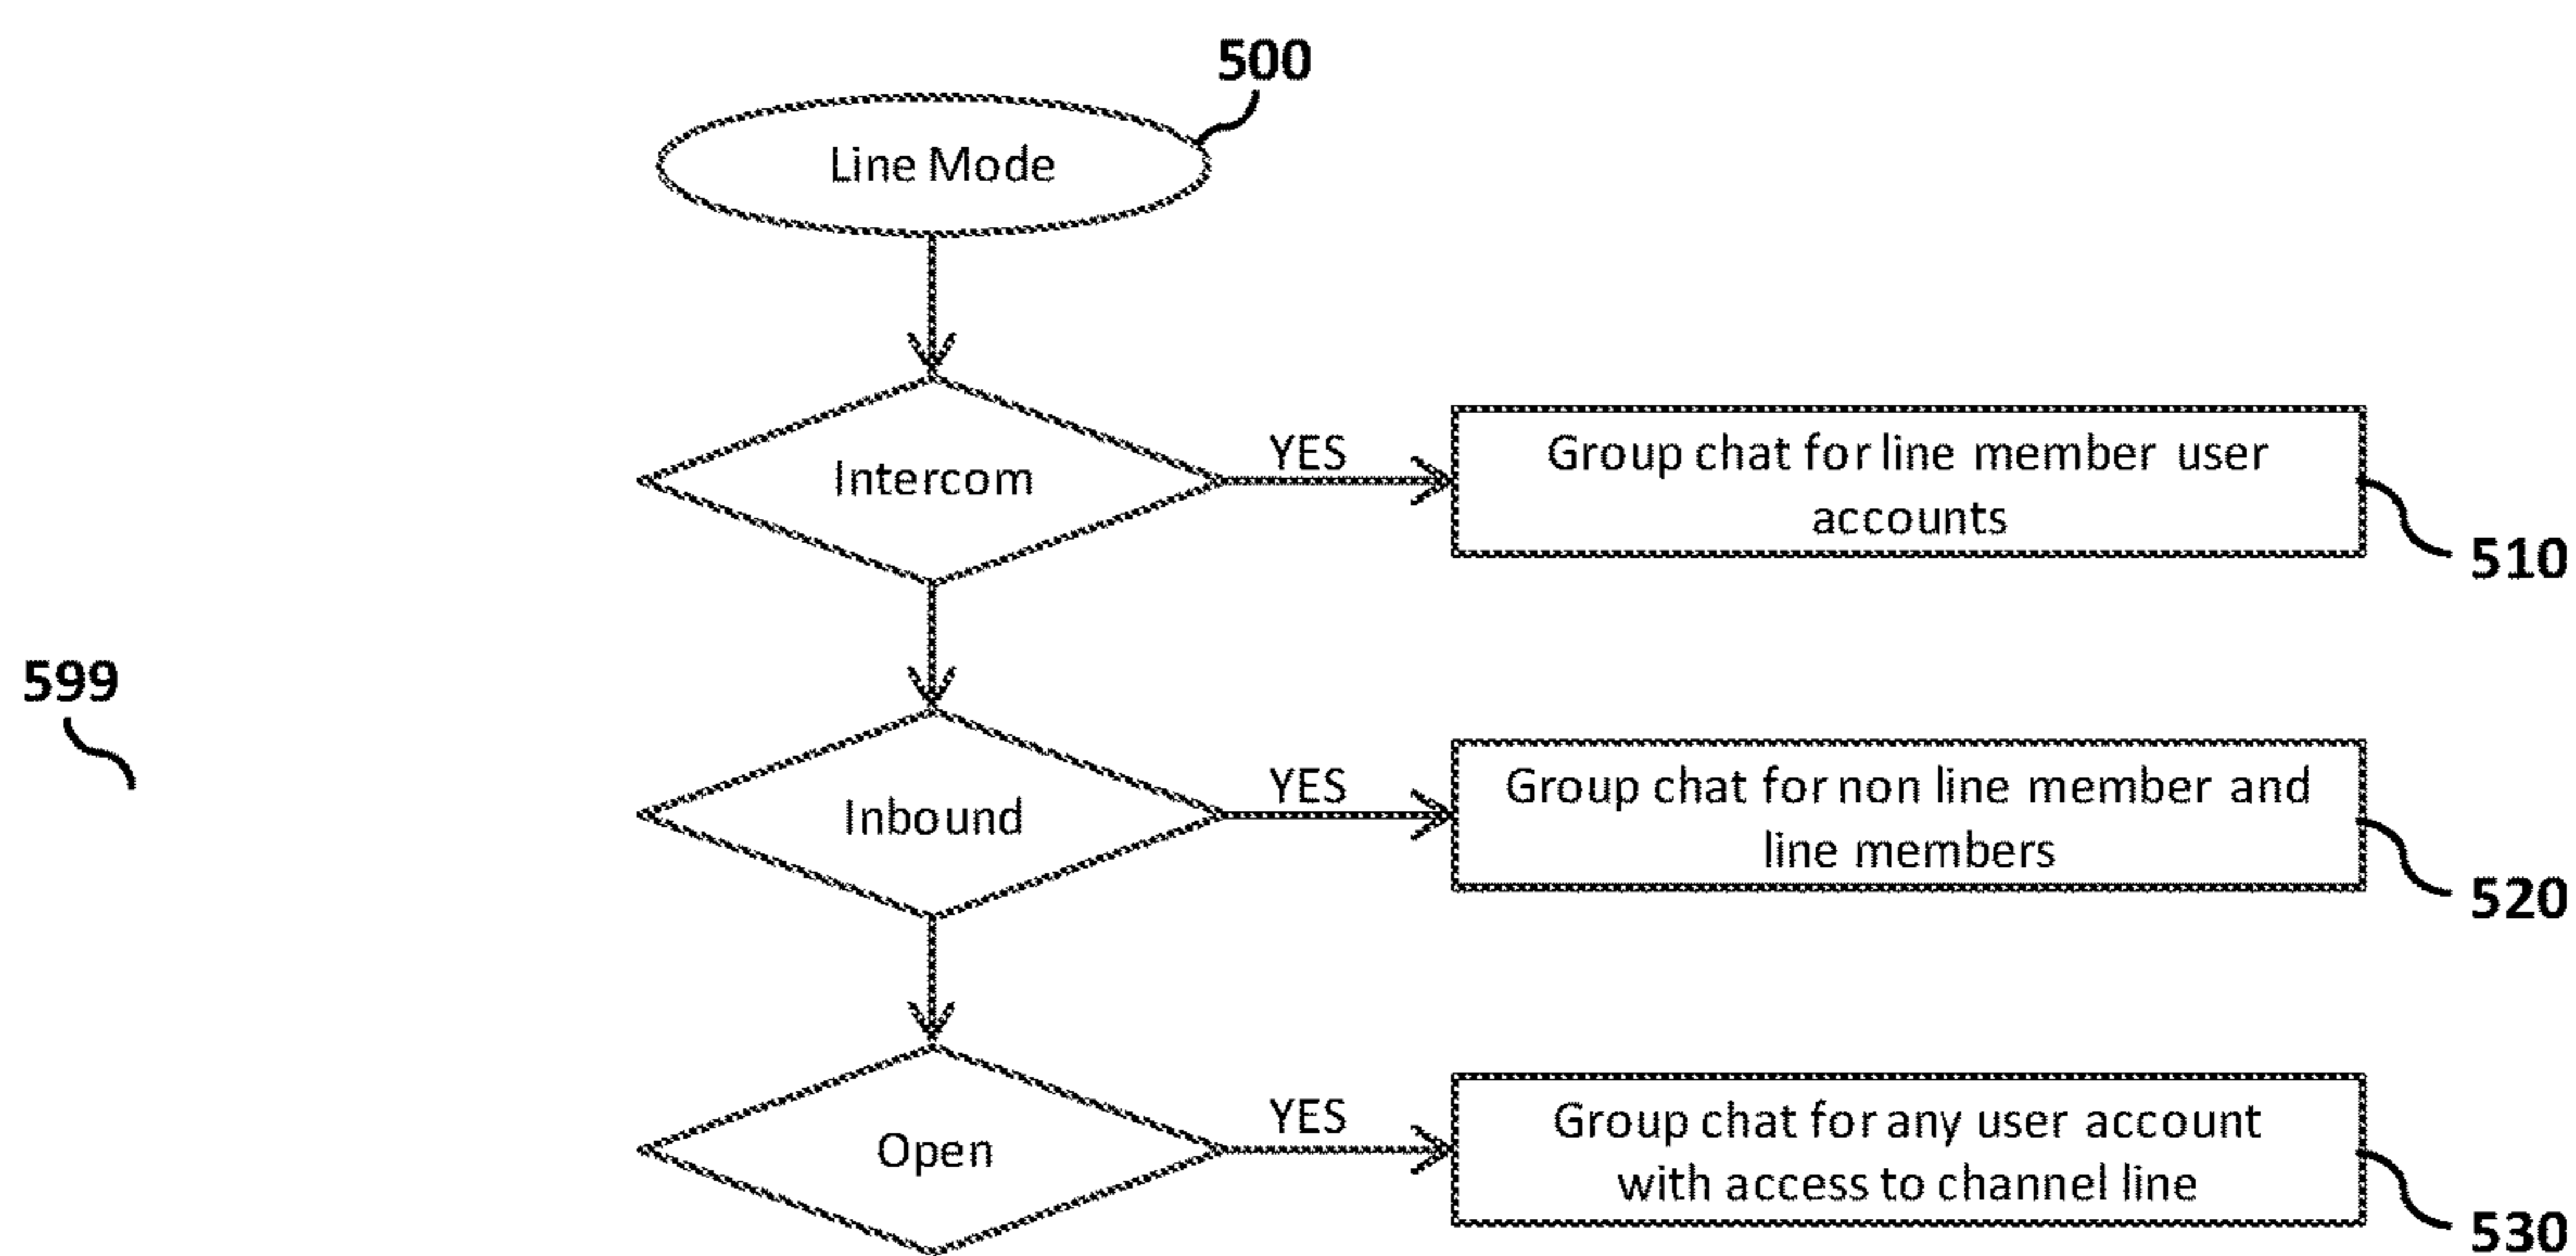 500
Line Mode
Intercom
YES
Group chat for line member user
accounts
510
599
Inbound
YES
Group chat for non line member and
line members
520
Open
YES
Group chat for any user account
with access to channel line
530